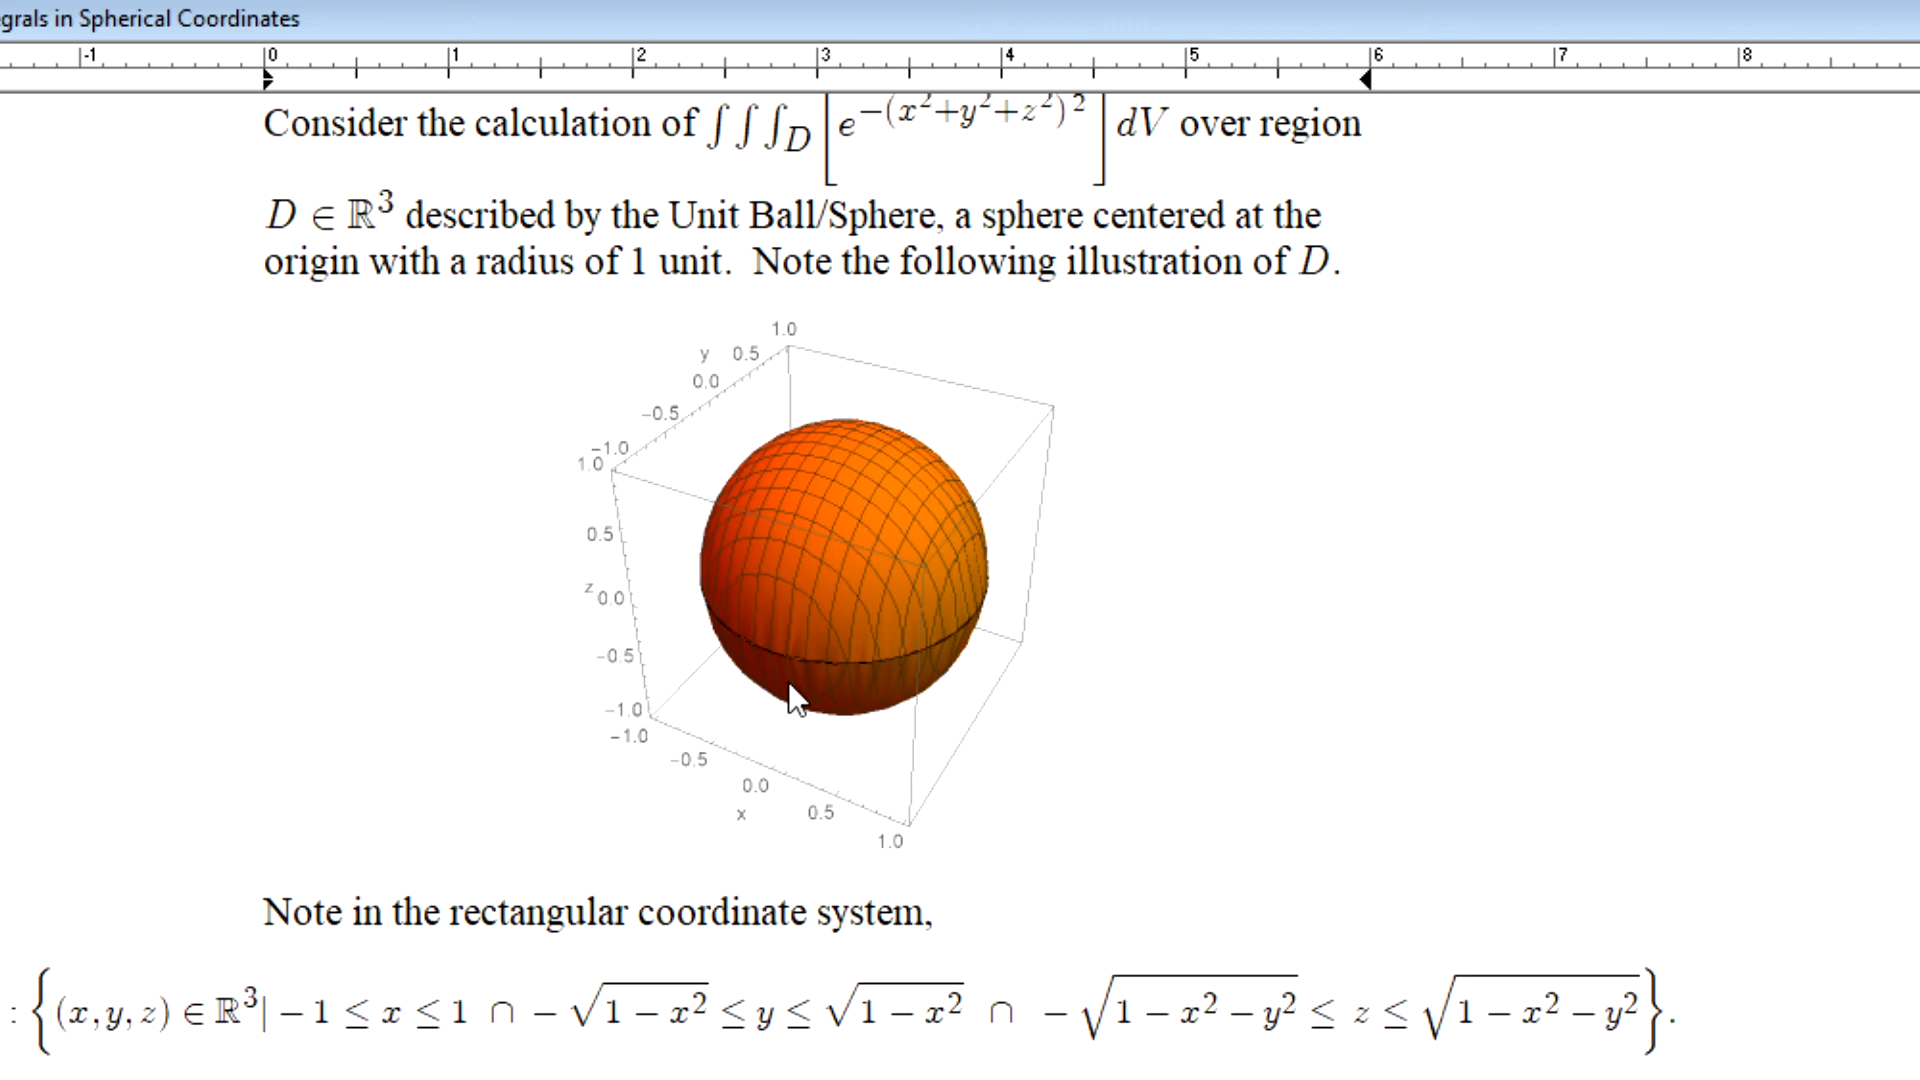 grals in Spherical Coordinates
-1 0 1 2 3 4 5 6 7 8
Consider the calculation of ∫∫∫_D [e^{-(x²+y²+z²)²}] dV over region
D ∈ ℝ³ described by the Unit Ball/Sphere, a sphere centered at the
origin with a radius of 1 unit. Note the following illustration of D.
1.0
y 0.5
0.0
-0.5
-1.0
1.0
0.5
z 0.0
-0.5
-1.0
-1.0
-0.5
0.0
x 0.5
1.0
Note in the rectangular coordinate system,
: {(x, y, z) ∈ ℝ³| − 1 ≤ x ≤ 1 ∩ − √(1 − x²) ≤ y ≤ √(1 − x²) ∩ − √(1 − x² − y²) ≤ z ≤ √(1 − x² − y²)}.